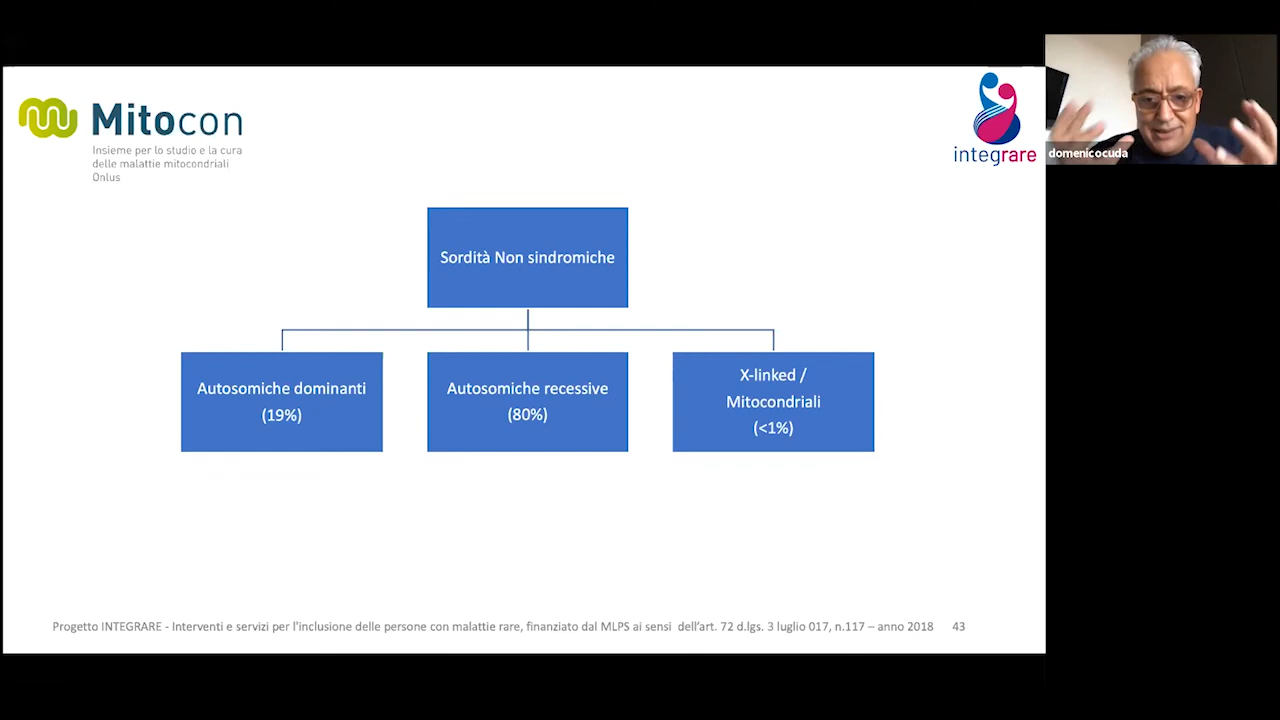 Mitocon
Insieme per lo studio e la cura
delle malattie mitocondriali
Onlus
integrare
domenicocuda
Sordità Non sindromiche
Autosomiche dominanti
(19%)
Autosomiche recessive
(80%)
X-linked /
Mitocondriali
(<1%)
Progetto INTEGRARE - Interventi e servizi per l'inclusione delle persone con malattie rare, finanziato dal MLPS ai sensi dell’art. 72 d.lgs. 3 luglio 017, n.117 – anno 2018 43